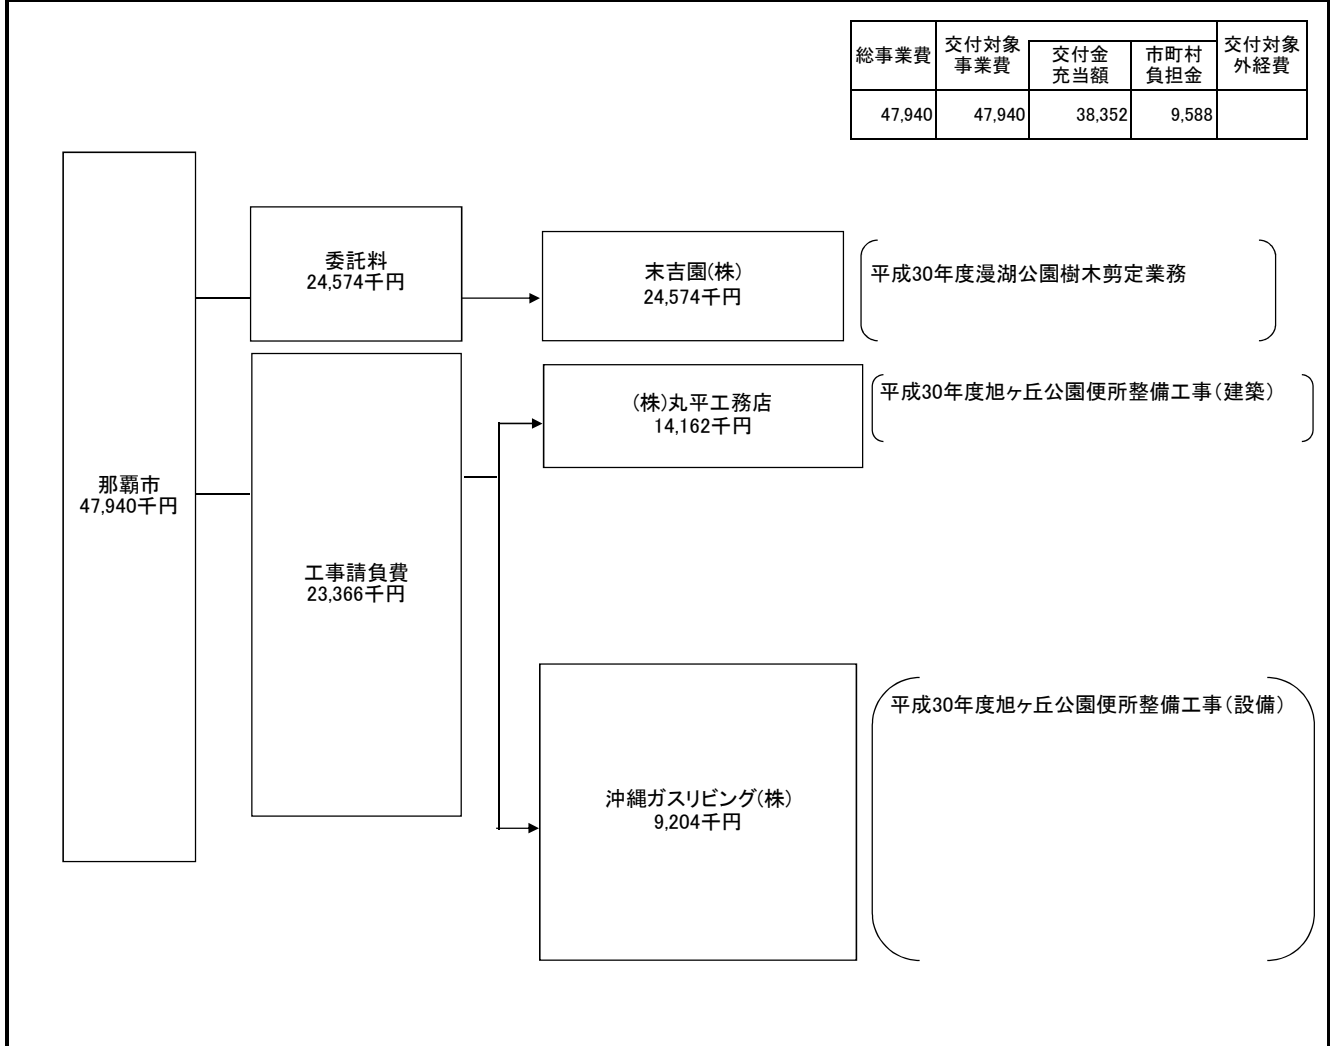 総事業費
交付対象
事業費
交付金
充当額
市町村
負担金
交付対象
外経費
47,940
47,940
38,352
9,588
那覇市
47,940千円
委託料
24,574千円
末吉園(株)
24,574千円
平成30年度漫湖公園樹木剪定業務
工事請負費
23,366千円
(株)丸平工務店
14,162千円
平成30年度旭ヶ丘公園便所整備工事(建築)
沖縄ガスリビング(株)
9,204千円
平成30年度旭ヶ丘公園便所整備工事(設備)